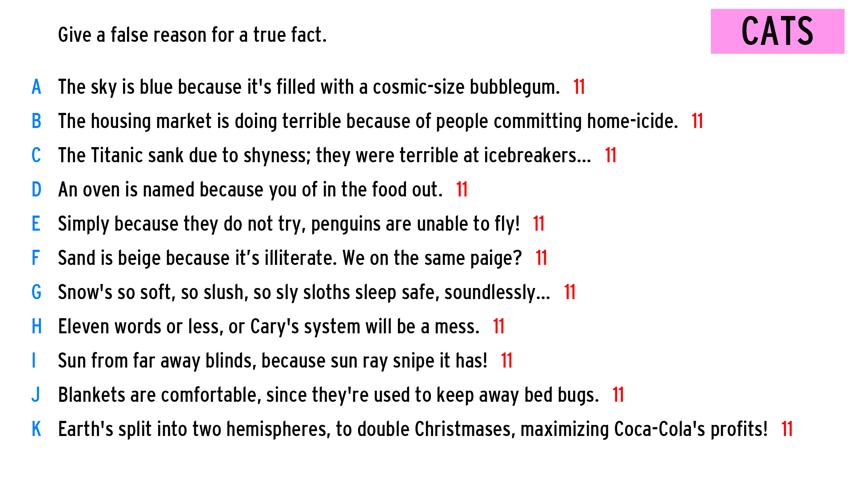 Give a false reason for a true fact.
CATS
A The sky is blue because it's filled with a cosmic-size bubblegum. 11
B The housing market is doing terrible because of people committing home-icide. 11
C The Titanic sank due to shyness; they were terrible at icebreakers... 11
D An oven is named because you of in the food out. 11
E Simply because they do not try, penguins are unable to fly! 11
F Sand is beige because it's illiterate. We on the same paige? 11
G Snow's so soft, so slush, so sly sloths sleep safe, soundlessly... 11
H Eleven words or less, or Cary's system will be a mess. 11
I Sun from far away blinds, because sun ray snipe it has! 11
J Blankets are comfortable, since they're used to keep away bed bugs. 11
K Earth's split into two hemispheres, to double Christmases, maximizing Coca-Cola's profits! 11